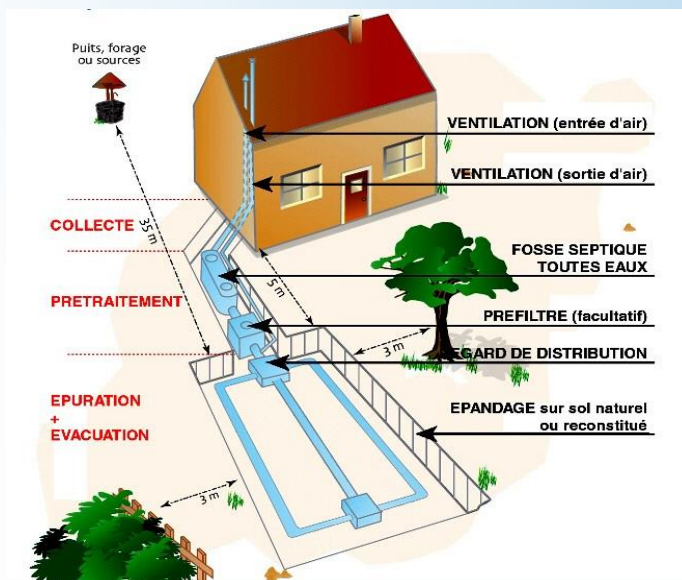 Puits, forage
ou sources
VENTILATION (entrée d'air)
VENTILATION (sortie d'air)
COLLECTE
35 m
FOSSE SEPTIQUE
TOUTES EAUX
5 m
PRETRAITEMENT
PREFILTRE (facultatif)
3 m
EGARD DE DISTRIBUTION
EPURATION
+
EVACUATION
EPANDAGE sur sol naturel
ou reconstitué
3 m